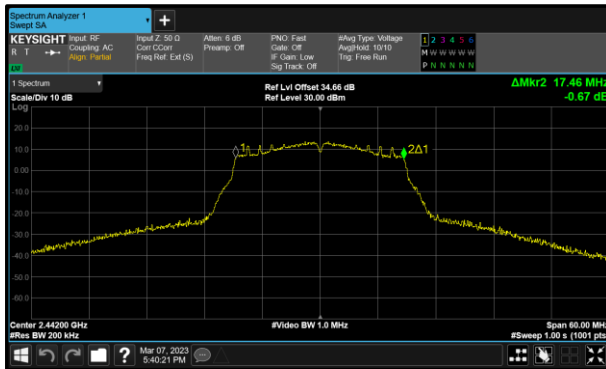 Spectrum Analyzer 1
Swept SA
KEYSIGHT
R T
LW
Input: RF
Coupling: AC
Align: Partial
Input Z: 50 Ω
Corr CCorr
Freq Ref: Ext (S)
Atten: 6 dB
Preamp: Off
PNO: Fast
Gate: Off
IF Gain: Low
Sig Track: Off
#Avg Type: Voltage
Avg|Hold: 10/10
Trig: Free Run
1 2 3 4 5 6
M W W W W W
P N N N N N
1 Spectrum
Scale/Div 10 dB
Ref Lvl Offset 34.66 dB
Ref Level 30.00 dBm
ΔMkr2 17.46 MHz
-0.67 dB
Log
20.0
10.0
0.00
-10.0
-20.0
-30.0
-40.0
-50.0
-60.0
1
2Δ1
Center 2.44200 GHz
#Res BW 200 kHz
#Video BW 1.0 MHz
Span 60.00 MHz
#Sweep 1.00 s (1001 pts)
?
Mar 07, 2023
5:40:21 PM